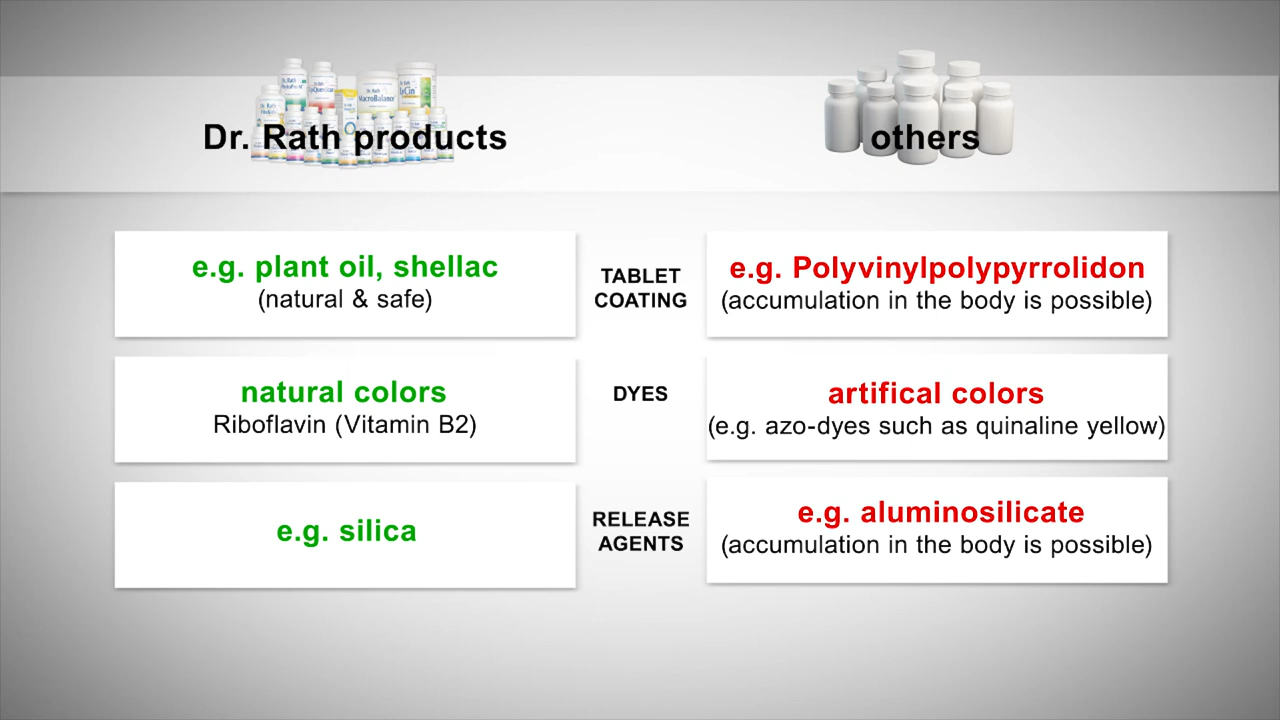 Dr. Rath products
others
e.g. plant oil, shellac
(natural & safe)
TABLET
COATING
e.g. Polyvinylpolypyrrolidon
(accumulation in the body is possible)
natural colors
Riboflavin (Vitamin B2)
DYES
artifical colors
(e.g. azo-dyes such as quinaline yellow)
e.g. silica
RELEASE
AGENTS
e.g. aluminosilicate
(accumulation in the body is possible)